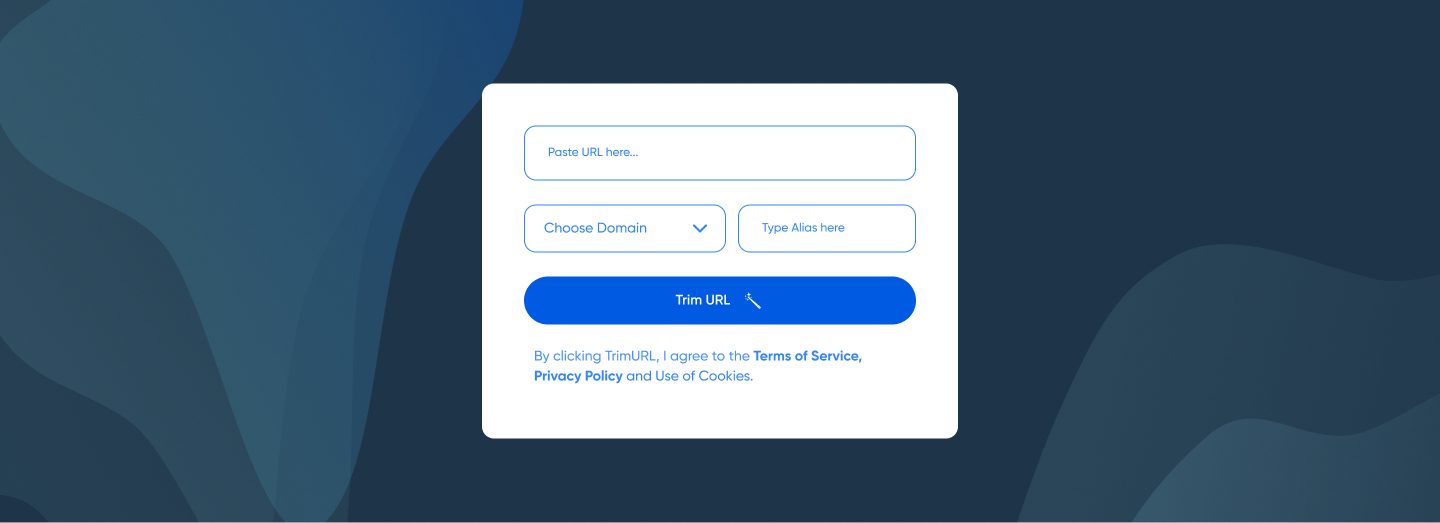 Paste URL here...
Choose Domain
Type Alias here
Trim URL
By clicking TrimURL, I agree to the Terms of Service,
Privacy Policy and Use of Cookies.